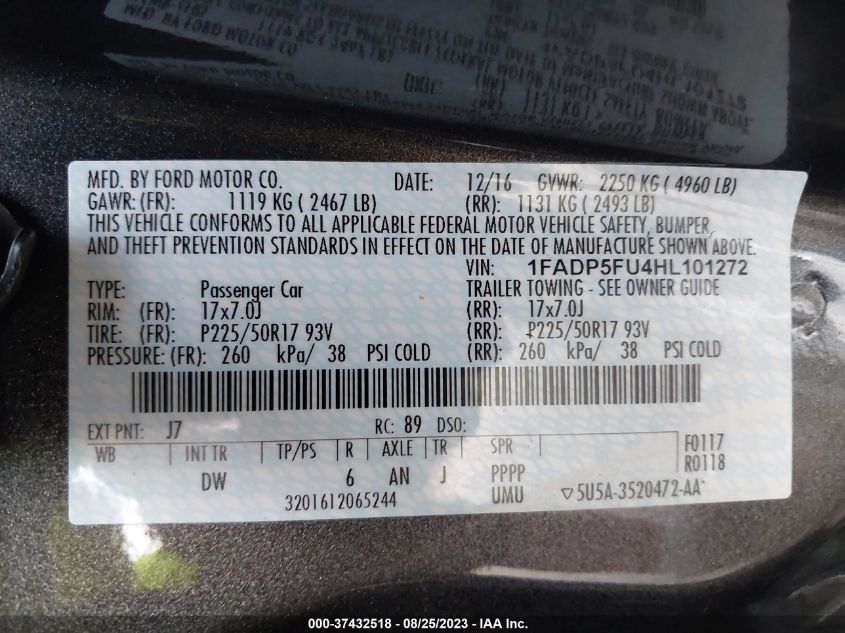 MFD. BY FORD MOTOR CO. DATE: 12/16 GVWR: 2250 KG ( 4960 LB)
GAWR: (FR): 1119 KG ( 2467 LB) (RR): 1131 KG ( 2493 LB)
THIS VEHICLE CONFORMS TO ALL APPLICABLE FEDERAL MOTOR VEHICLE SAFETY, BUMPER,
AND THEFT PREVENTION STANDARDS IN EFFECT ON THE DATE OF MANUFACTURE SHOWN ABOVE.
VIN: 1FADP5FU4HL101272
TYPE: Passenger Car TRAILER TOWING - SEE OWNER GUIDE
RIM: (FR): 17x7.0J (RR): 17x7.0J
TIRE: (FR): P225/50R17 93V (RR): P225/50R17 93V
PRESSURE: (FR): 260 kPa/ 38 PSI COLD (RR): 260 kPa/ 38 PSI COLD
EXT PNT: J7 RC: 89 DSO:
WB INT TR TP/PS R AXLE TR SPR F0117
DW 6 AN J PPPP R0118
3201612065244 UMU ▽5U5A-3520472-AA*
000-37432518 - 08/25/2023 - IAA Inc.